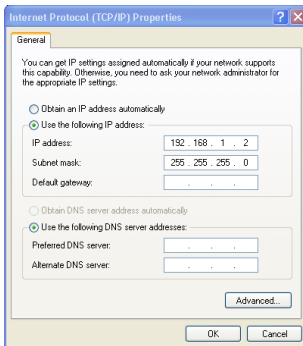 Internet Protocol (TCP/IP) Properties
General
You can get IP settings assigned automatically if your network supports
this capability. Otherwise, you need to ask your network administrator for
the appropriate IP settings.
Obtain an IP address automatically
Use the following IP address:
IP address: 192 . 168 . 1 . 2
Subnet mask: 255 . 255 . 255 . 0
Default gateway: . . .
Obtain DNS server address automatically
Use the following DNS server addresses:
Preferred DNS server: . . .
Alternate DNS server: . . .
Advanced...
OK Cancel